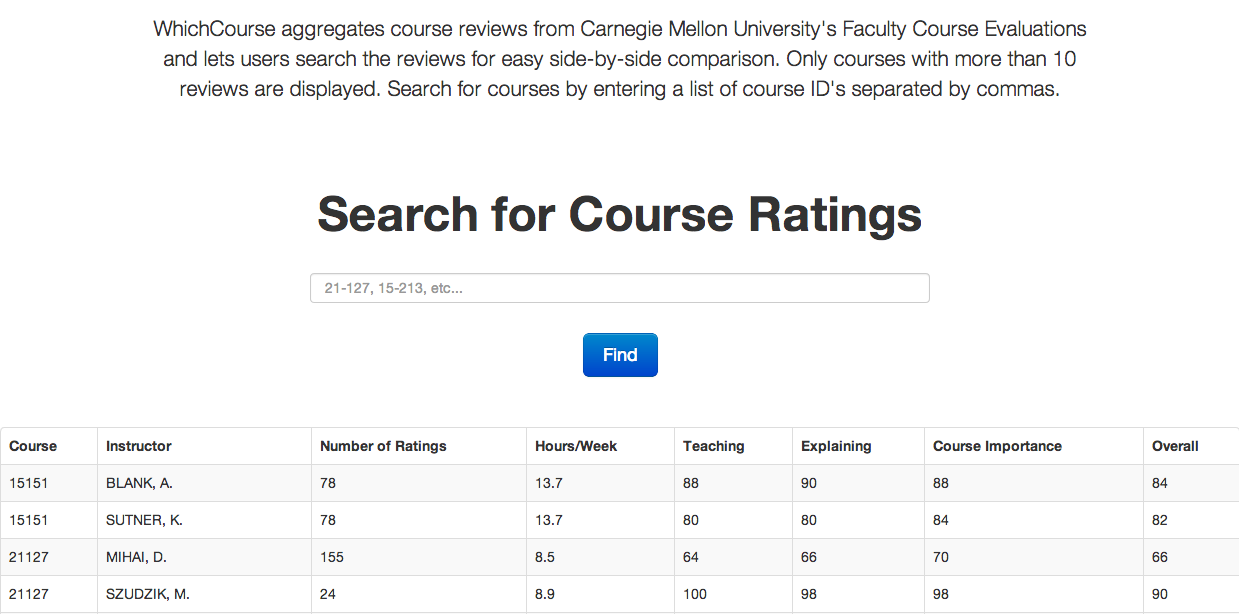 WhichCourse aggregates course reviews from Carnegie Mellon University's Faculty Course Evaluations
and lets users search the reviews for easy side-by-side comparison. Only courses with more than 10
reviews are displayed. Search for courses by entering a list of course ID's separated by commas.
Search for Course Ratings
21-127, 15-213, etc...
Find
Course Instructor Number of Ratings Hours/Week Teaching Explaining Course Importance Overall
15151 BLANK, A. 78 13.7 88 90 88 84
15151 SUTNER, K. 78 13.7 80 80 84 82
21127 MIHAI, D. 155 8.5 64 66 70 66
21127 SZUDZIK, M. 24 8.9 100 98 98 90